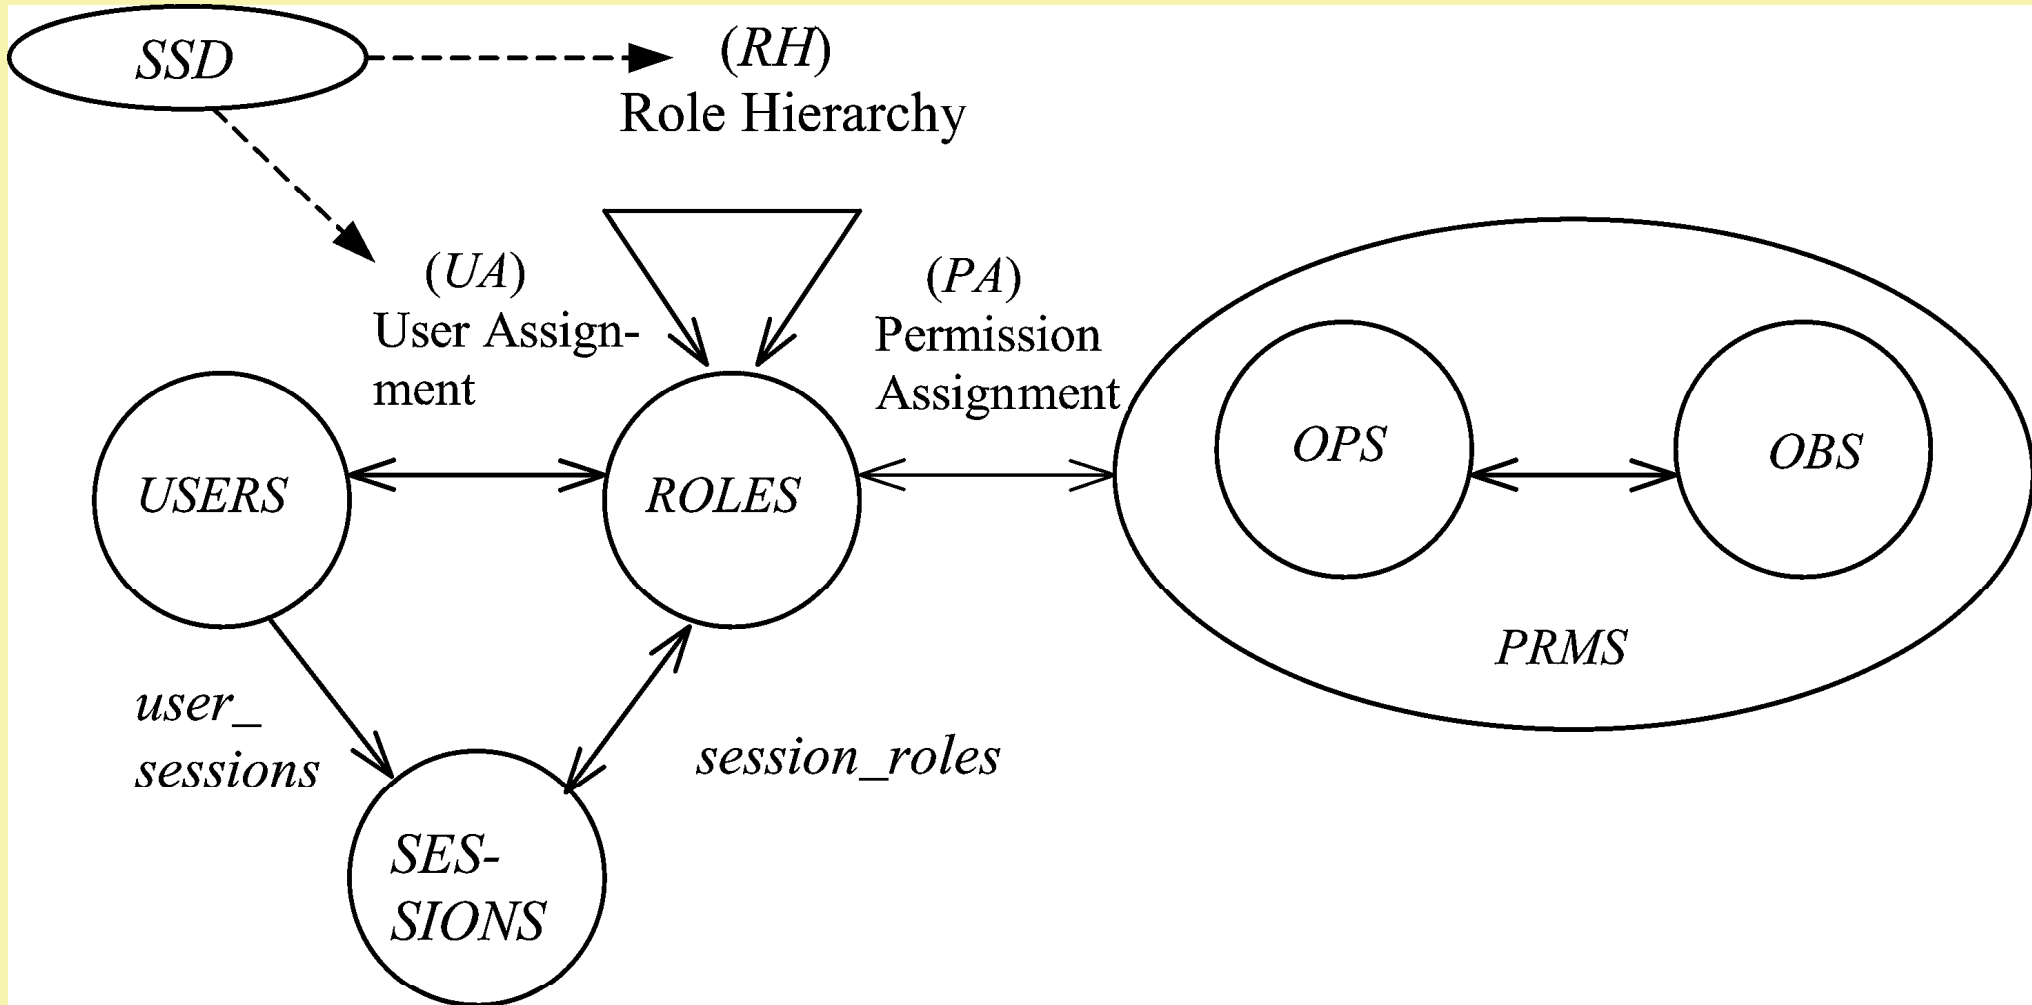 SSD
(RH)
Role Hierarchy
(UA)
User Assign-
ment
(PA)
Permission
Assignment
USERS
ROLES
OPS
OBS
PRMS
user_
sessions
session_roles
SES-
SIONS